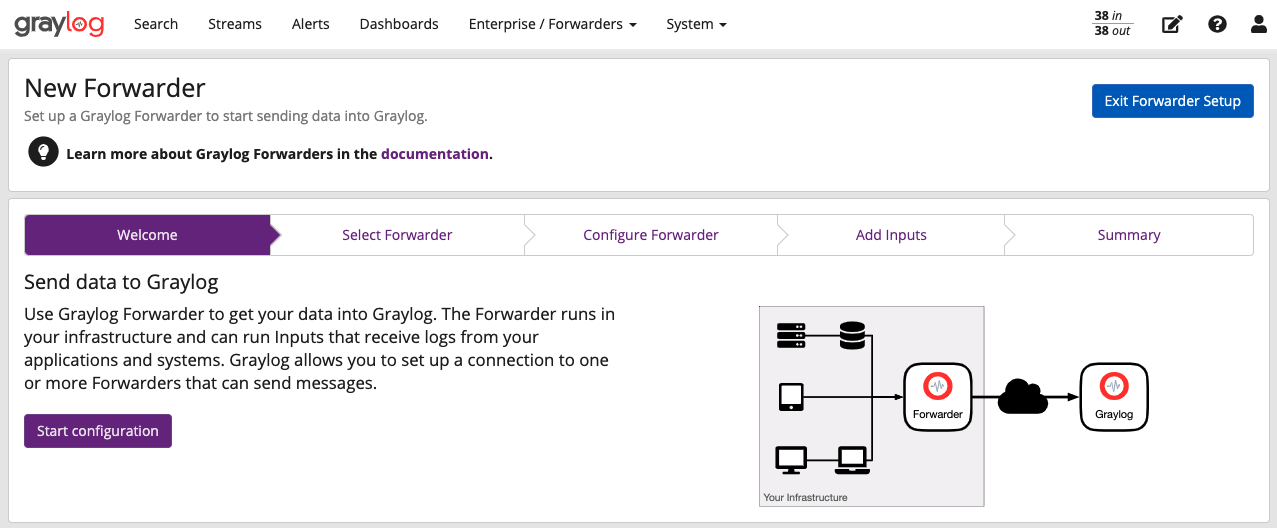 graylog Search Streams Alerts Dashboards Enterprise / Forwarders System 38 in
38 out
New Forwarder
Set up a Graylog Forwarder to start sending data into Graylog.
Exit Forwarder Setup
Learn more about Graylog Forwarders in the documentation.
Welcome Select Forwarder Configure Forwarder Add Inputs Summary
Send data to Graylog
Use Graylog Forwarder to get your data into Graylog. The Forwarder runs in
your infrastructure and can run Inputs that receive logs from your
applications and systems. Graylog allows you to set up a connection to one
or more Forwarders that can send messages.
Start configuration
Forwarder Graylog
Your Infrastructure